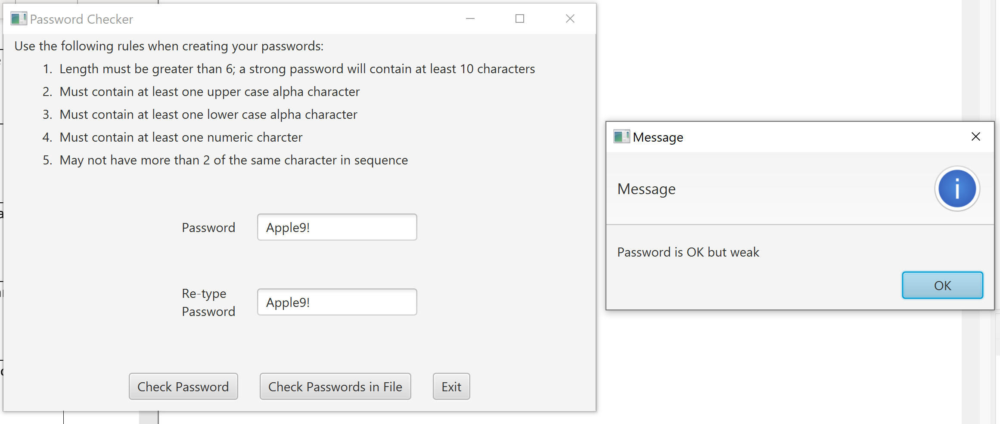 Password Checker
Use the following rules when creating your passwords:
1. Length must be greater than 6; a strong password will contain at least 10 characters
2. Must contain at least one upper case alpha character
3. Must contain at least one lower case alpha character
4. Must contain at least one numeric charcter
5. May not have more than 2 of the same character in sequence
Password
Apple9!
Re-type
Password
Apple9!
Check Password
Check Passwords in File
Exit
Message
Message
Password is OK but weak
OK